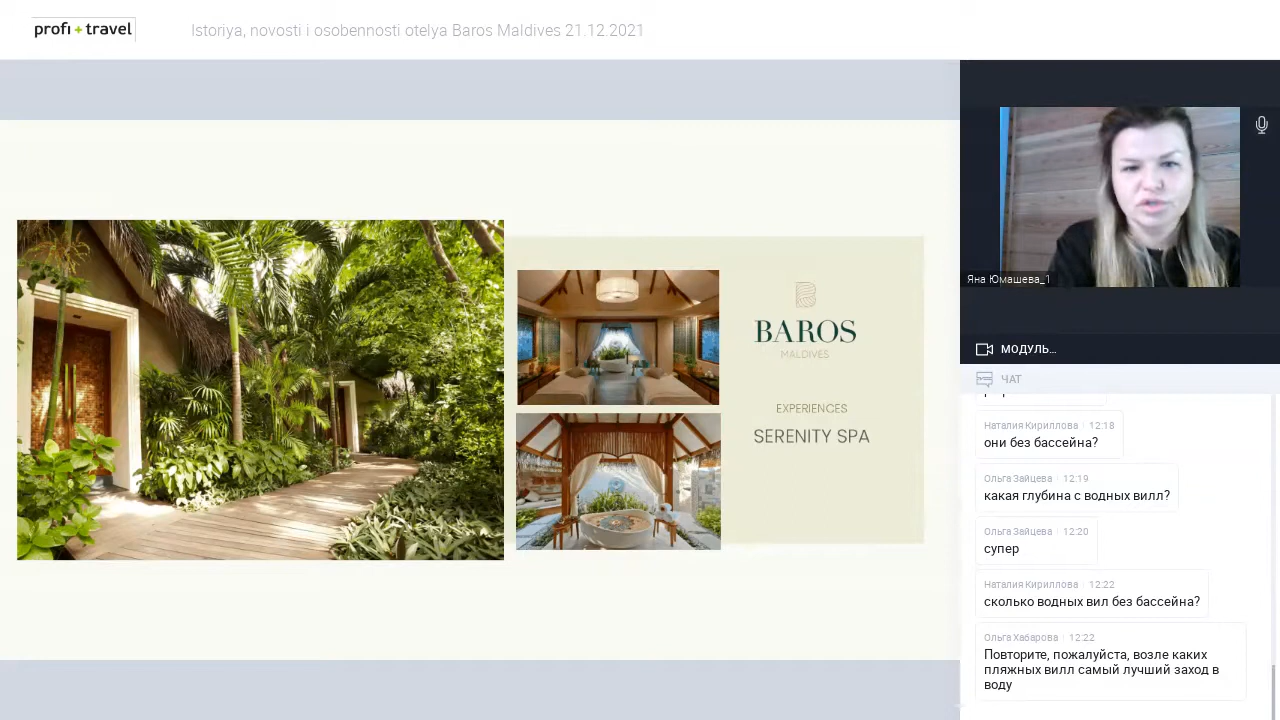 profi + travel
Istoriya, novosti i osobennosti otelya Baros Maldives 21.12.2021
BAROS
MALDIVES
EXPERIENCES
SERENITY SPA
Яна Юмашева_1
МОДУЛЬ...
ЧАТ
Наталия Кириллова 12:18
они без бассейна?
Ольга Зайцева 12:19
какая глубина с водных вилл?
Ольга Зайцева 12:20
супер
Наталия Кириллова 12:22
сколько водных вил без бассейна?
Ольга Хабарова 12:22
Повторите, пожалуйста, возле каких
пляжных вилл самый лучший заход в
воду